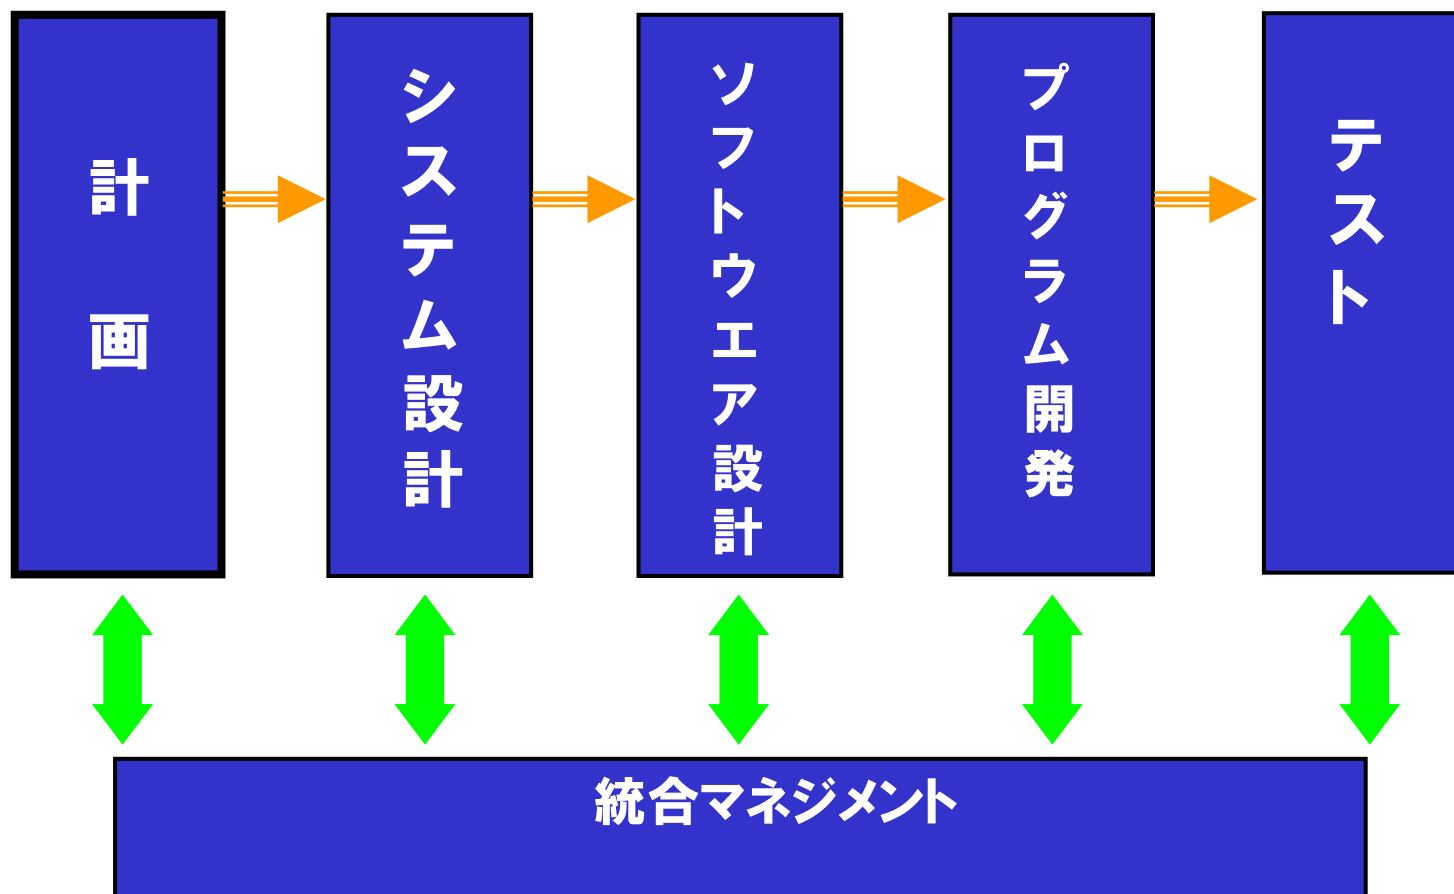 計画
システム設計
ソフトウエア設計
プログラム開発
テスト
統合マネジメント